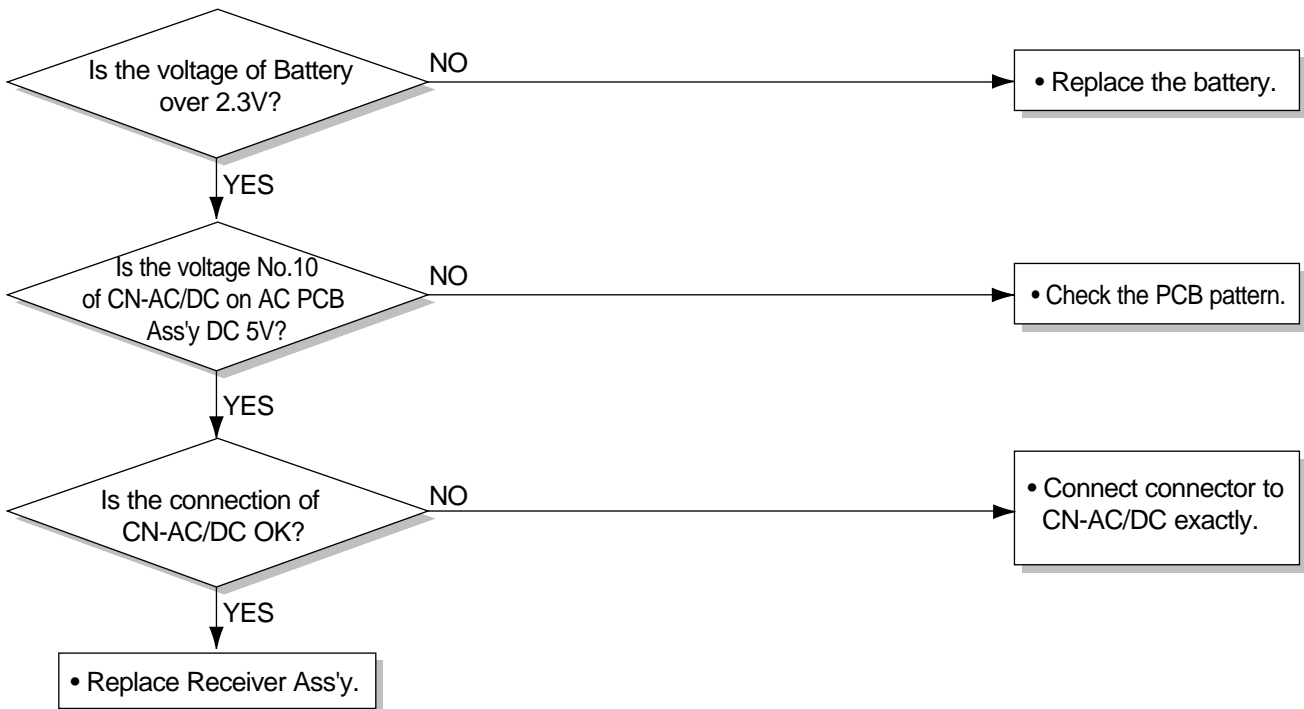 Is the voltage of Battery
over 2.3V?
NO
• Replace the battery.
YES
Is the voltage No.10
of CN-AC/DC on AC PCB
Ass'y DC 5V?
NO
• Check the PCB pattern.
YES
Is the connection of
CN-AC/DC OK?
NO
• Connect connector to
CN-AC/DC exactly.
YES
• Replace Receiver Ass'y.